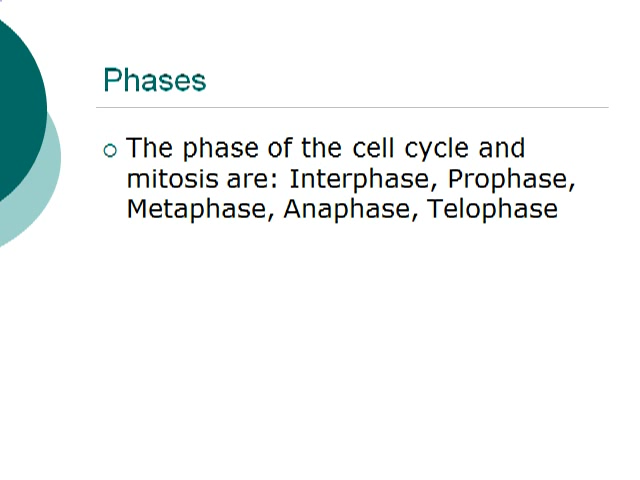 Phases
The phase of the cell cycle and
mitosis are: Interphase, Prophase,
Metaphase, Anaphase, Telophase